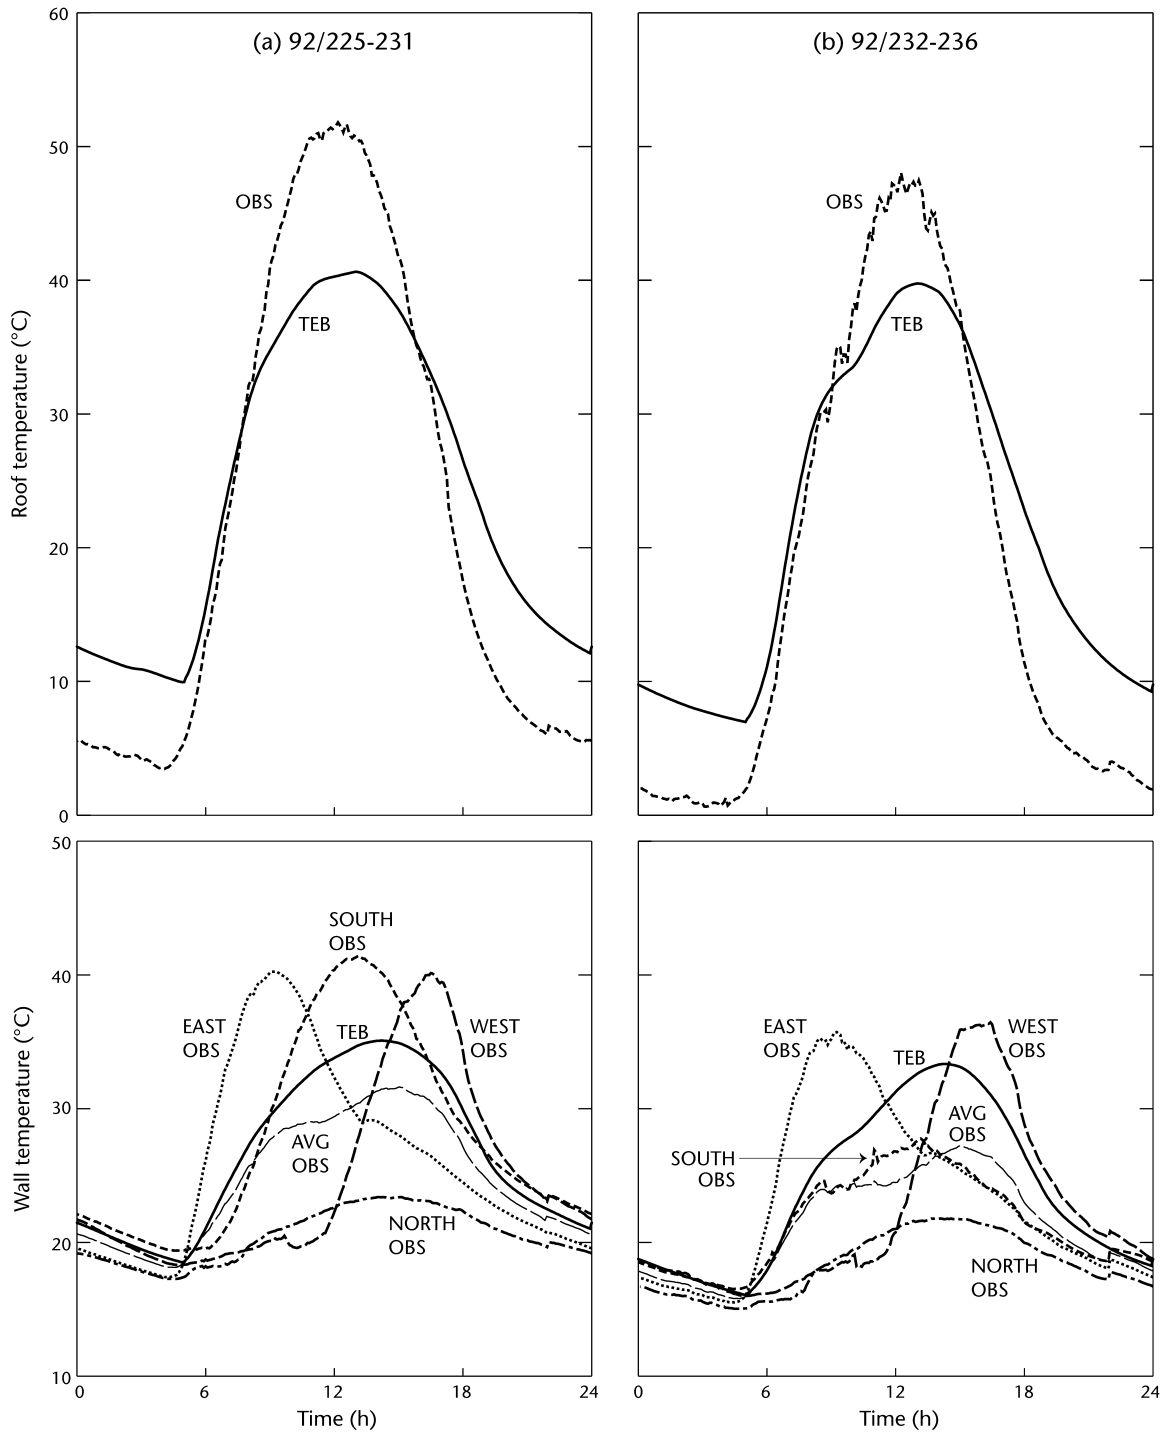 (a) 92/225-231
(b) 92/232-236
60
50
40
30
20
10
0
Roof temperature (°C)
OBS
TEB
OBS
TEB
50
40
30
20
10
Wall temperature (°C)
SOUTH
OBS
EAST
OBS
TEB
WEST
OBS
AVG
OBS
NORTH
OBS
EAST
OBS
TEB
WEST
OBS
AVG
OBS
SOUTH
OBS
NORTH
OBS
0 6 12 18 24
0 6 12 18 24
Time (h)
Time (h)